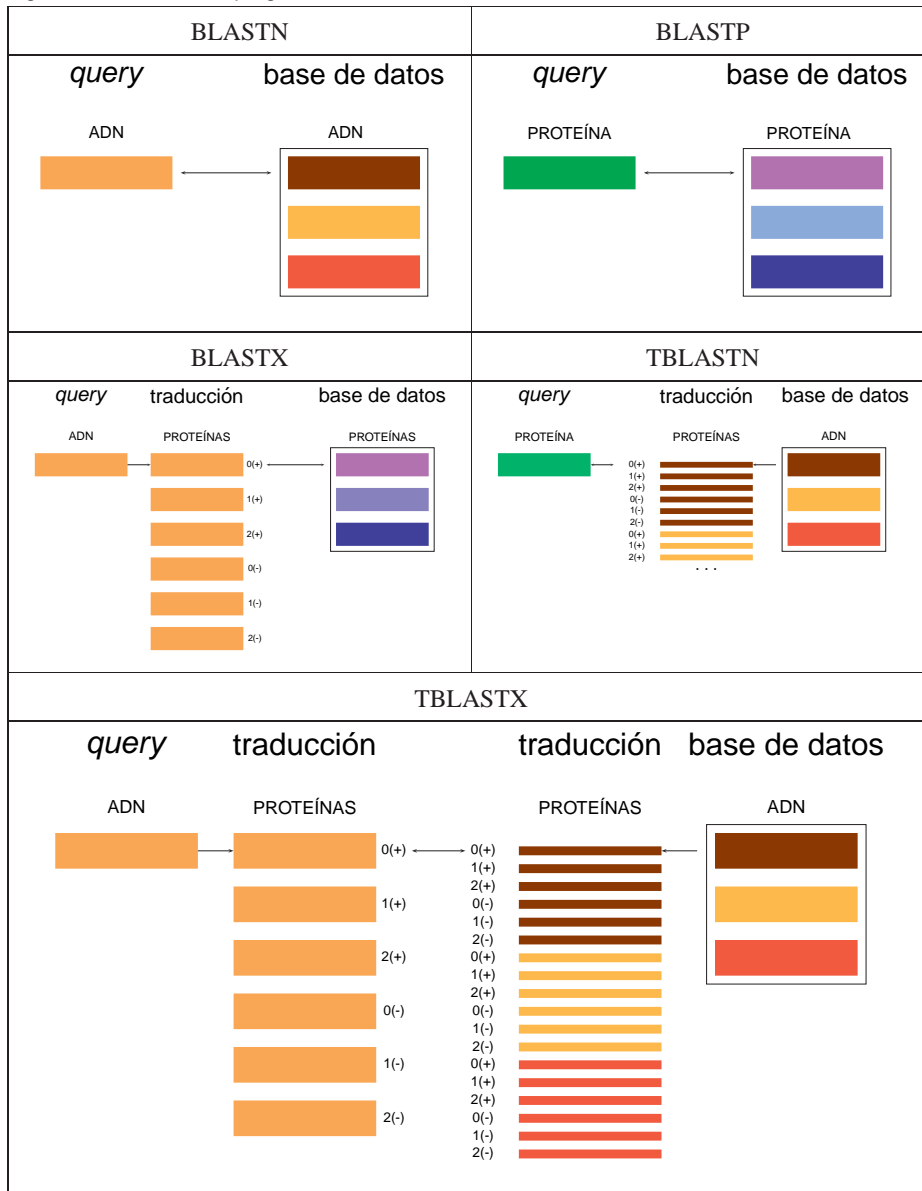 BLASTN
query base de datos
ADN ADN
BLASTP
query base de datos
PROTEÍNA PROTEÍNA
BLASTX
query traducción base de datos
ADN PROTEÍNAS PROTEÍNAS
0(+)
1(+)
2(+)
0(-)
1(-)
2(-)
TBLASTN
query traducción base de datos
PROTEÍNA PROTEÍNAS ADN
0(+)
1(+)
2(+)
0(-)
1(-)
2(-)
0(+)
1(+)
2(+)
. . .
TBLASTX
query traducción traducción base de datos
ADN PROTEÍNAS PROTEÍNAS ADN
0(+)
1(+)
2(+)
0(-)
1(-)
2(-)
0(+)
1(+)
2(+)
0(-)
1(-)
2(-)
0(+)
1(+)
2(+)
0(-)
1(-)
2(-)
0(+)
1(+)
2(+)
0(-)
1(-)
2(-)